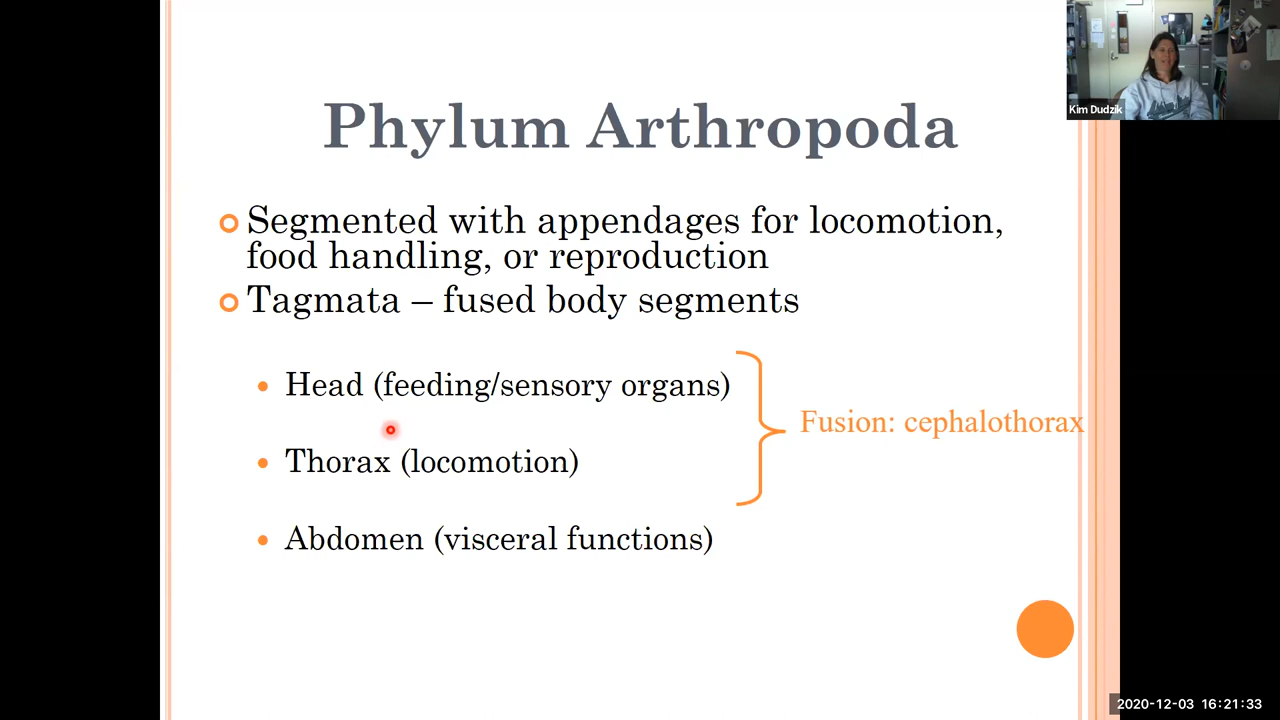 Kim Dudzik
Phylum Arthropoda
Segmented with appendages for locomotion,
food handling, or reproduction
Tagmata – fused body segments
Head (feeding/sensory organs)
Fusion: cephalothorax
Thorax (locomotion)
Abdomen (visceral functions)
2020-12-03 16:21:33